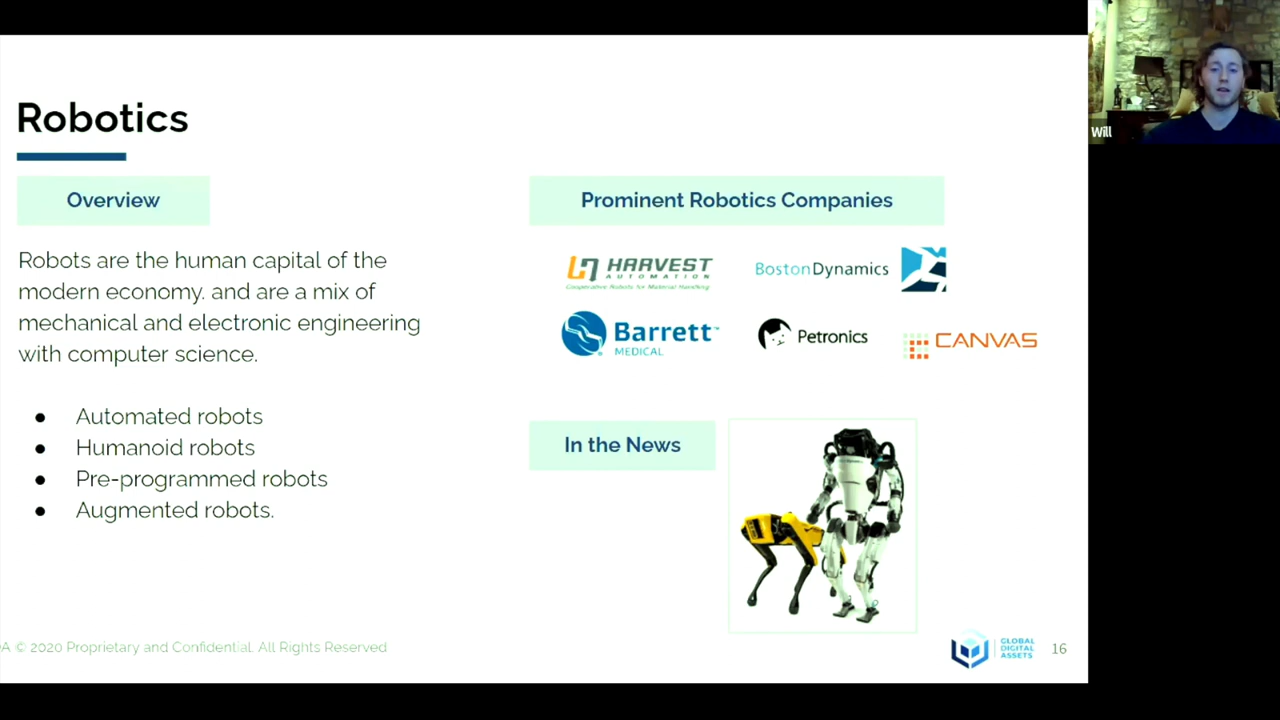 Robotics
Overview
Robots are the human capital of the
modern economy. and are a mix of
mechanical and electronic engineering
with computer science.
● Automated robots
● Humanoid robots
● Pre-programmed robots
● Augmented robots.
Prominent Robotics Companies
HARVEST
AUTOMATION
Cooperative Robots for Material Handling
BostonDynamics
Barrett™
MEDICAL
Petronics
CANVAS
In the News
A © 2020 Proprietary and Confidential. All Rights Reserved
GLOBAL
DIGITAL
ASSETS
16
Will